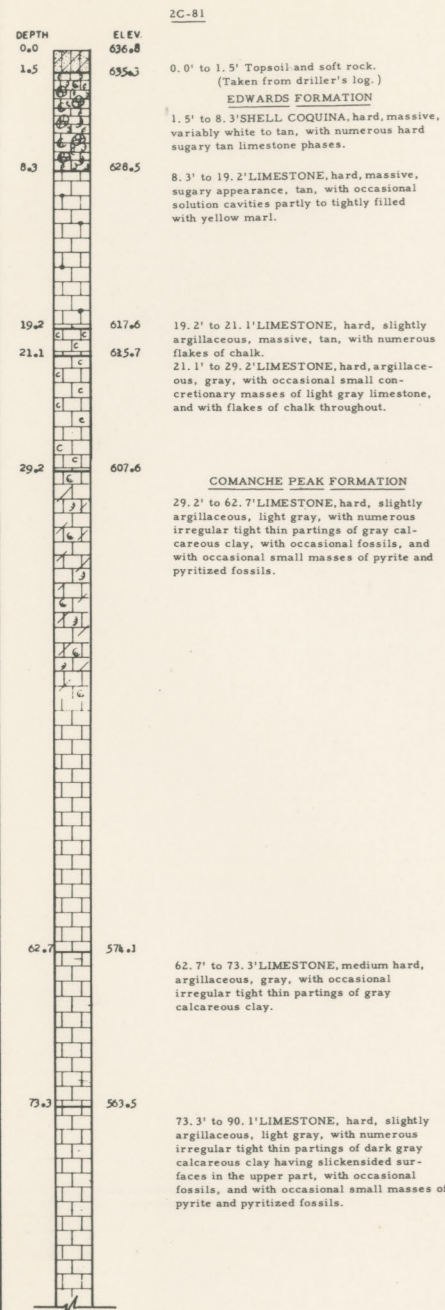 2C-81
DEPTH ELEV.
0.0 636.8
1.5 635.3
0.0' to 1.5' Topsoil and soft rock.
(Taken from driller's log.)
EDWARDS FORMATION
1.5' to 8.3' SHELL COQUINA, hard, massive,
variably white to tan, with numerous hard
sugary tan limestone phases.
8.3 628.5
8.3' to 19.2' LIMESTONE, hard, massive,
sugary appearance, tan, with occasional
solution cavities partly to tightly filled
with yellow marl.
19.2 617.6
19.2' to 21.1' LIMESTONE, hard, slightly
argillaceous, massive, tan, with numerous
flakes of chalk.
21.1 615.7
21.1' to 29.2' LIMESTONE, hard, argillace-
ous, gray, with occasional small con-
cretionary masses of light gray limestone,
and with flakes of chalk throughout.
29.2 607.6
COMANCHE PEAK FORMATION
29.2' to 62.7' LIMESTONE, hard, slightly
argillaceous, light gray, with numerous
irregular tight thin partings of gray cal-
careous clay, with occasional fossils, and
with occasional small masses of pyrite and
pyritized fossils.
62.7 574.1
62.7' to 73.3' LIMESTONE, medium hard,
argillaceous, gray, with occasional
irregular tight thin partings of gray
calcareous clay.
73.3 563.5
73.3' to 90.1' LIMESTONE, hard, slightly
argillaceous, light gray, with numerous
irregular tight thin partings of dark gray
calcareous clay having slickensided sur-
faces in the upper part, with occasional
fossils, and with occasional small masses of
pyrite and pyritized fossils.